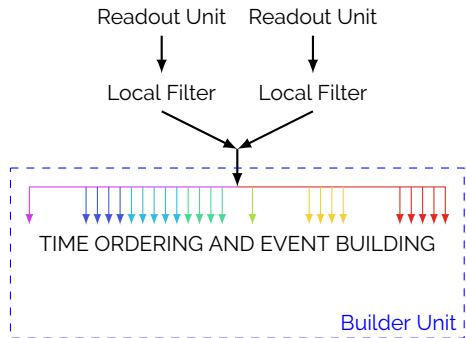 Readout Unit Readout Unit
Local Filter Local Filter
TIME ORDERING AND EVENT BUILDING
Builder Unit